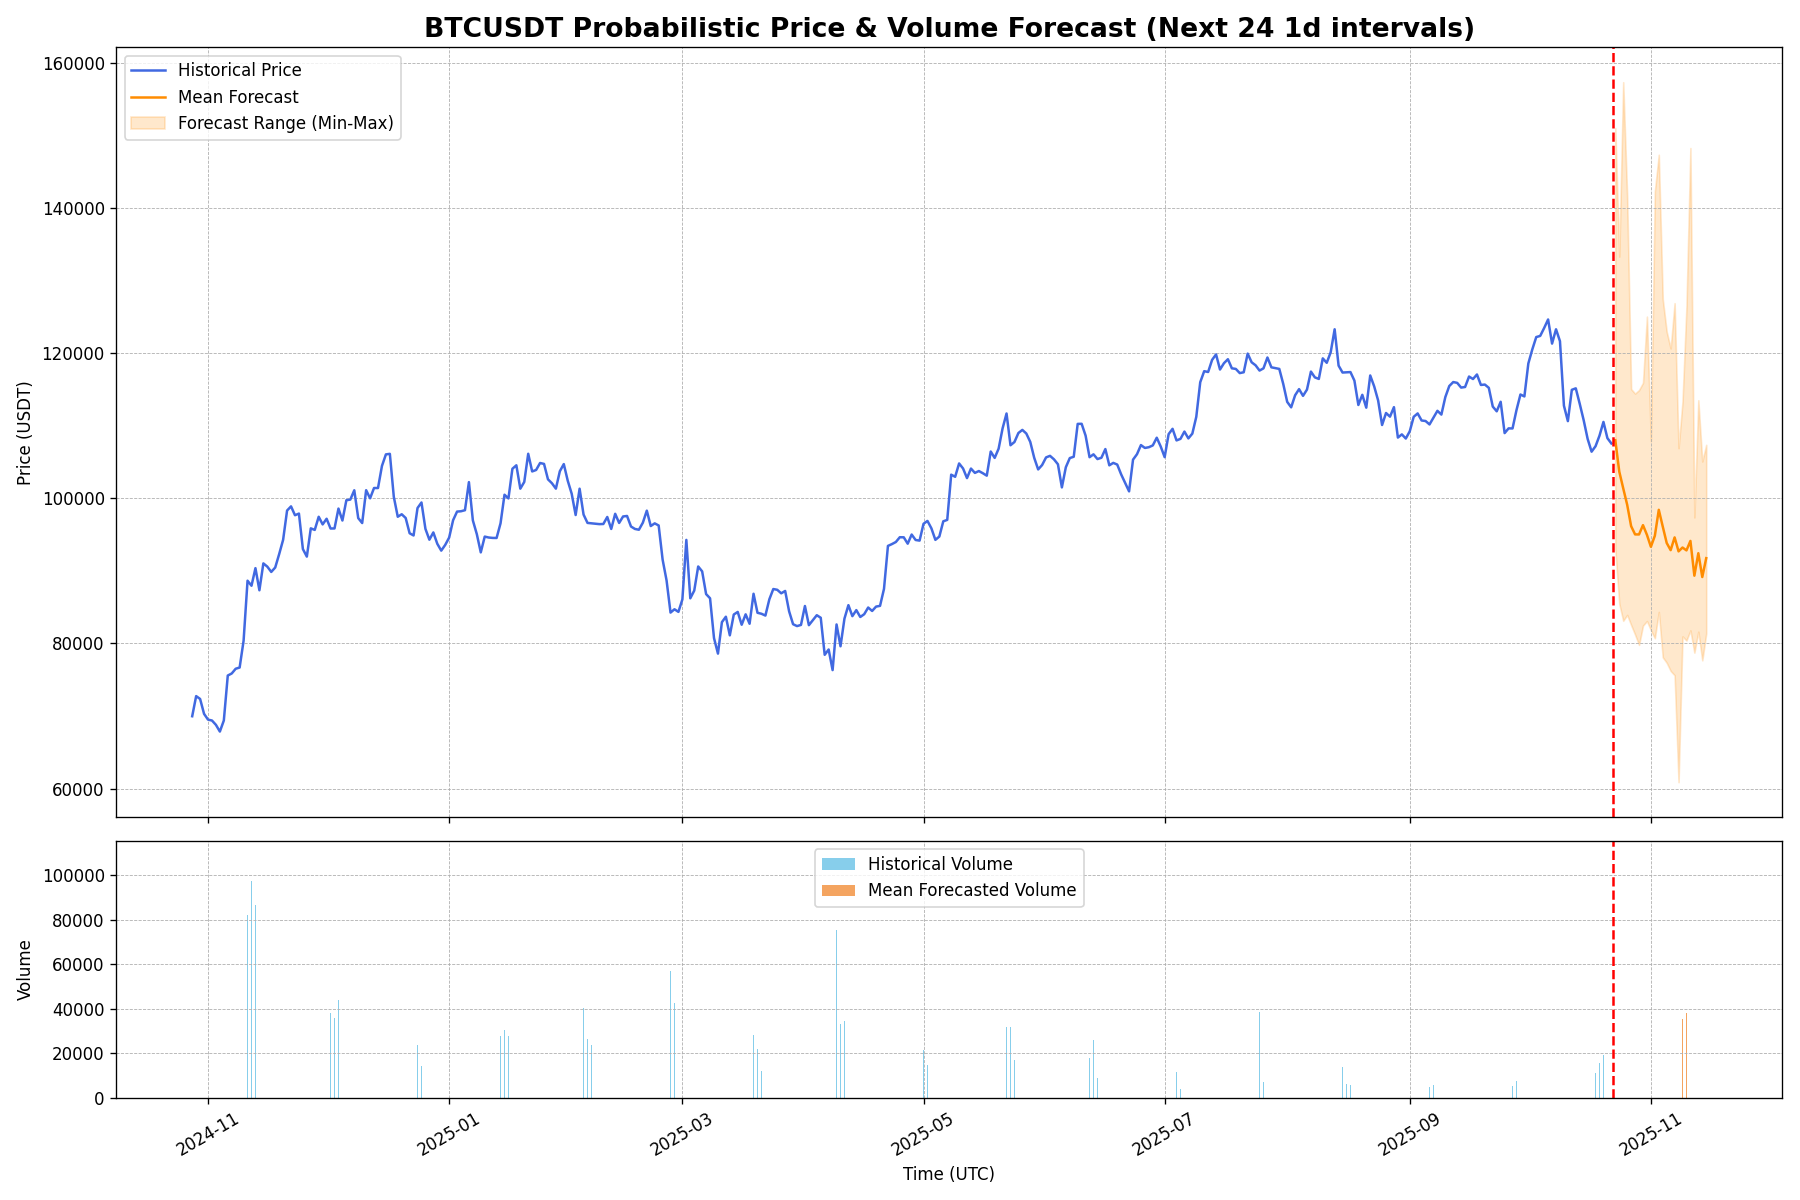 BTCUSDT Probabilistic Price & Volume Forecast (Next 24 1d intervals)
Historical Price
Mean Forecast
Forecast Range (Min-Max)
Price (USDT)
160000
140000
120000
100000
80000
60000
Historical Volume
Mean Forecasted Volume
Volume
100000
80000
60000
40000
20000
0
2024-11
2025-01
2025-03
2025-05
2025-07
2025-09
2025-11
Time (UTC)